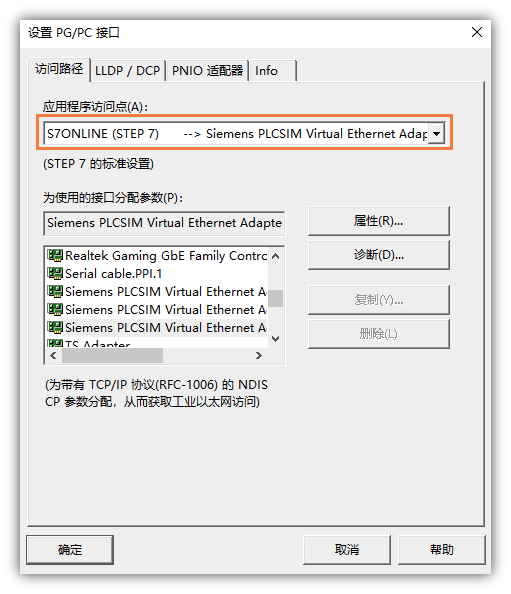 设置 PG/PC 接口
访问路径 LLDP / DCP PNIO 适配器 Info
应用程序访问点(A):
S7ONLINE (STEP 7) --> Siemens PLCSIM Virtual Ethernet Adap
(STEP 7 的标准设置)
为使用的接口分配参数(P):
Siemens PLCSIM Virtual Ethernet Adapte
属性(R)...
Realtek Gaming GbE Family Contro
诊断(D)...
Serial cable.PPI.1
Siemens PLCSIM Virtual Ethernet A
复制(Y)...
Siemens PLCSIM Virtual Ethernet A
Siemens PLCSIM Virtual Ethernet A
删除(L)
TS Adapter
(为带有 TCP/IP 协议(RFC-1006) 的 NDIS
CP 参数分配，从而获取工业以太网访问)
确定 取消 帮助